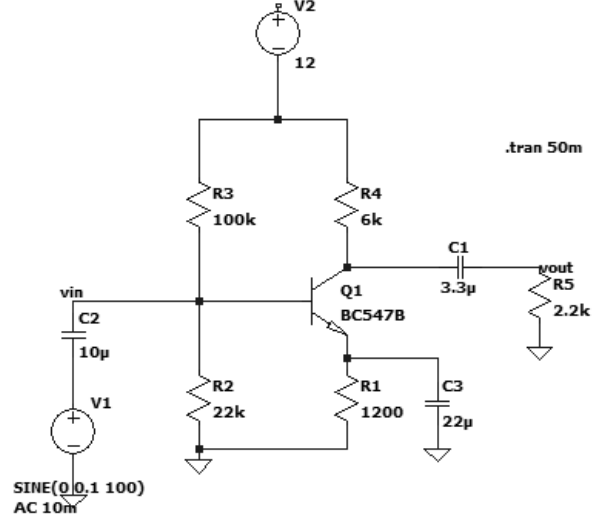 V2
12
.tran 50m
R3
100k
R4
6k
C1
3.3µ
vout
R5
2.2k
vin
C2
10µ
Q1
BC547B
R2
22k
R1
1200
C3
22µ
V1
SINE(0 0.1 100)
AC 10m